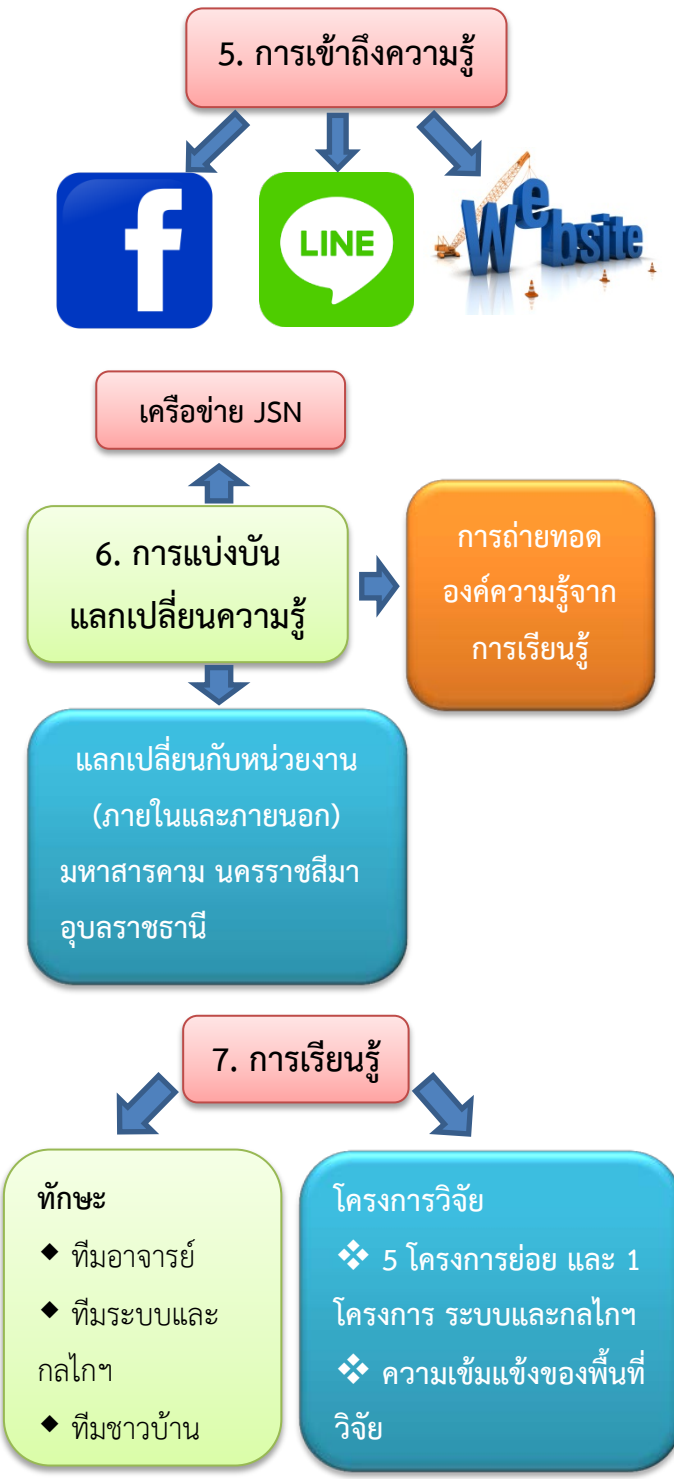 5. การเข้าถึงความรู้
f
LINE
Website
เครือข่าย JSN
6. การแบ่งบัน
แลกเปลี่ยนความรู้
การถ่ายทอด
องค์ความรู้จาก
การเรียนรู้
แลกเปลี่ยนกับหน่วยงาน
(ภายในและภายนอก)
มหาสารคาม นครราชสีมา
อุบลราชธานี
7. การเรียนรู้
ทักษะ
◆ ทีมอาจารย์
◆ ทีมระบบและ
กลไกฯ
◆ ทีมชาวบ้าน
โครงการวิจัย
❖ 5 โครงการย่อย และ 1
โครงการ ระบบและกลไกฯ
❖ ความเข้มแข้งของพื้นที่
วิจัย